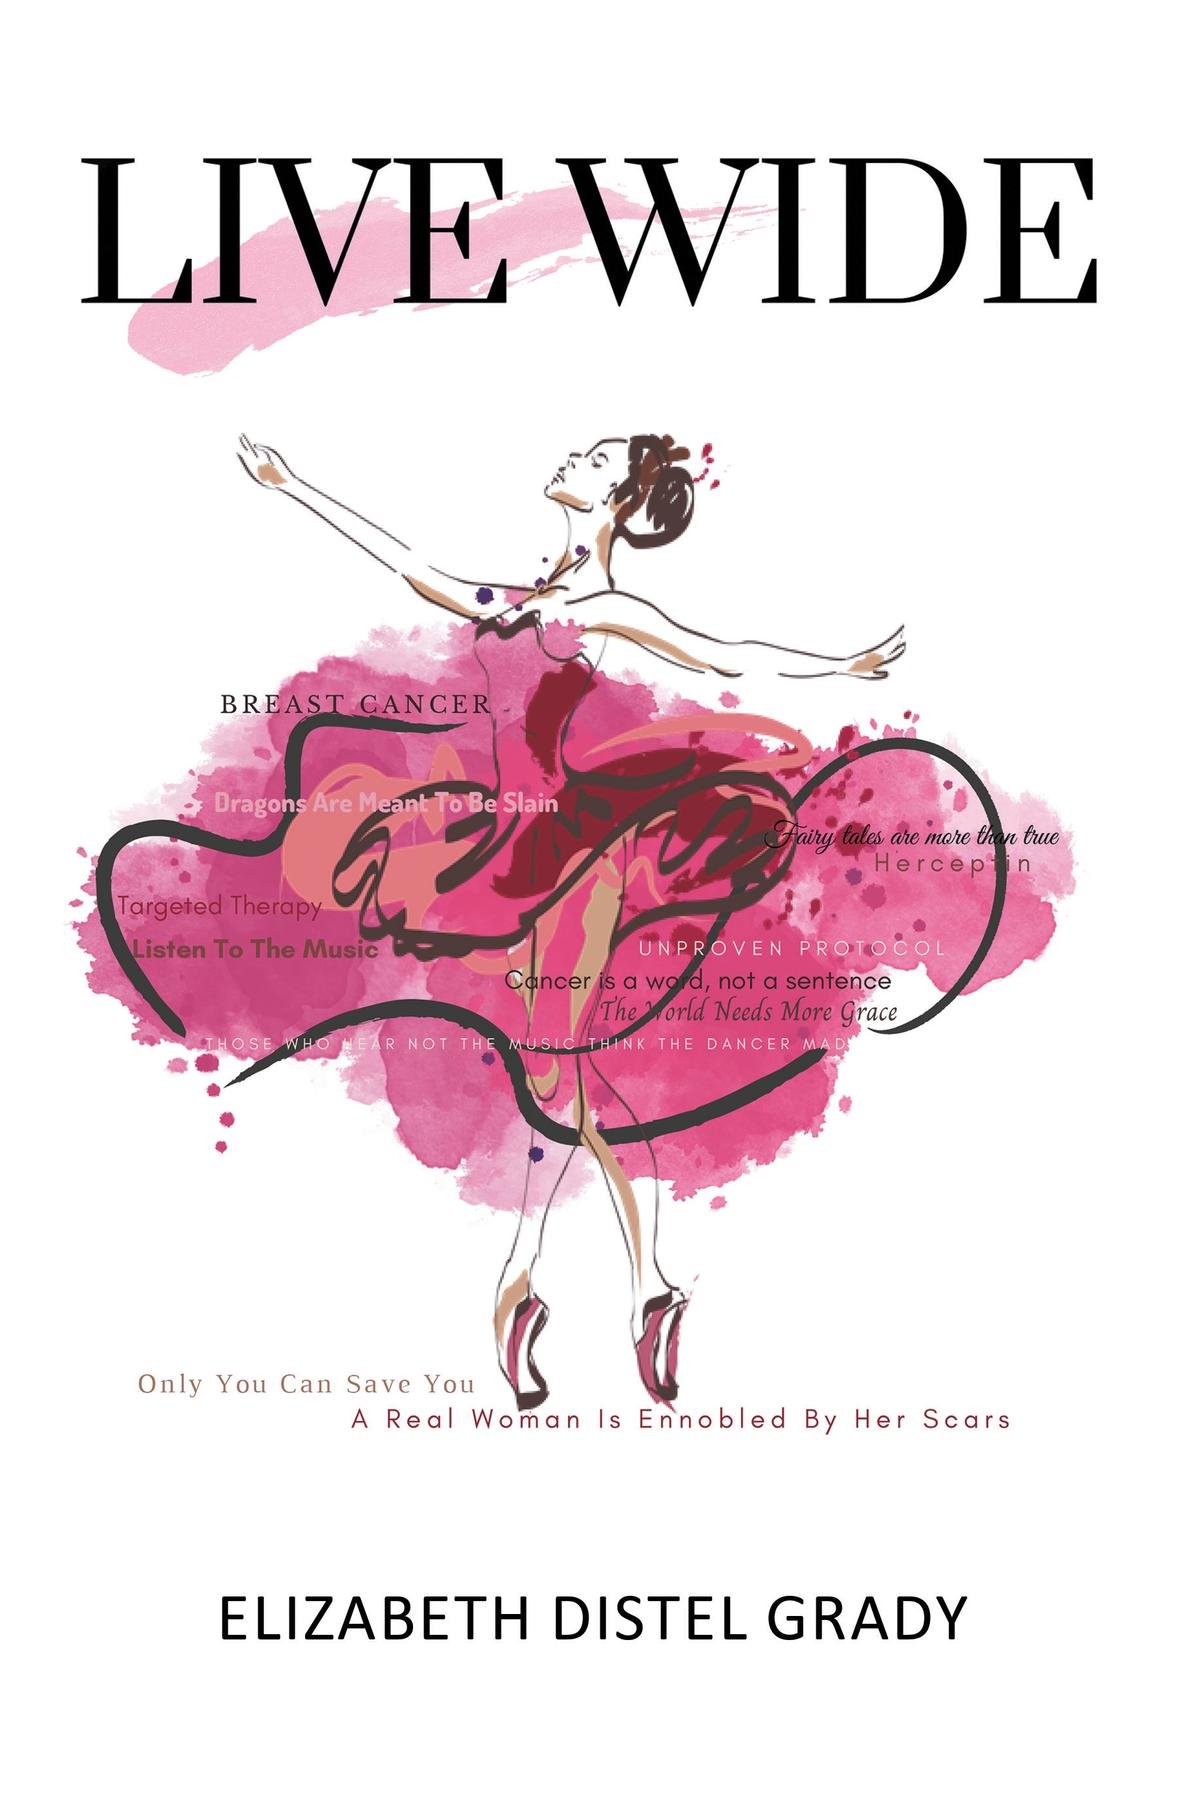 LIVE WIDE
BREAST CANCER
Dragons Are Meant To Be Slain
Fairy tales are more than true
Herceptin
Targeted Therapy
Listen To The Music
UNPROVEN PROTOCOL
Cancer is a word, not a sentence
The World Needs More Grace
THOSE WHO HEAR NOT THE MUSIC THINK THE DANCER MAD
Only You Can Save You
A Real Woman Is Ennobled By Her Scars
ELIZABETH DISTEL GRADY